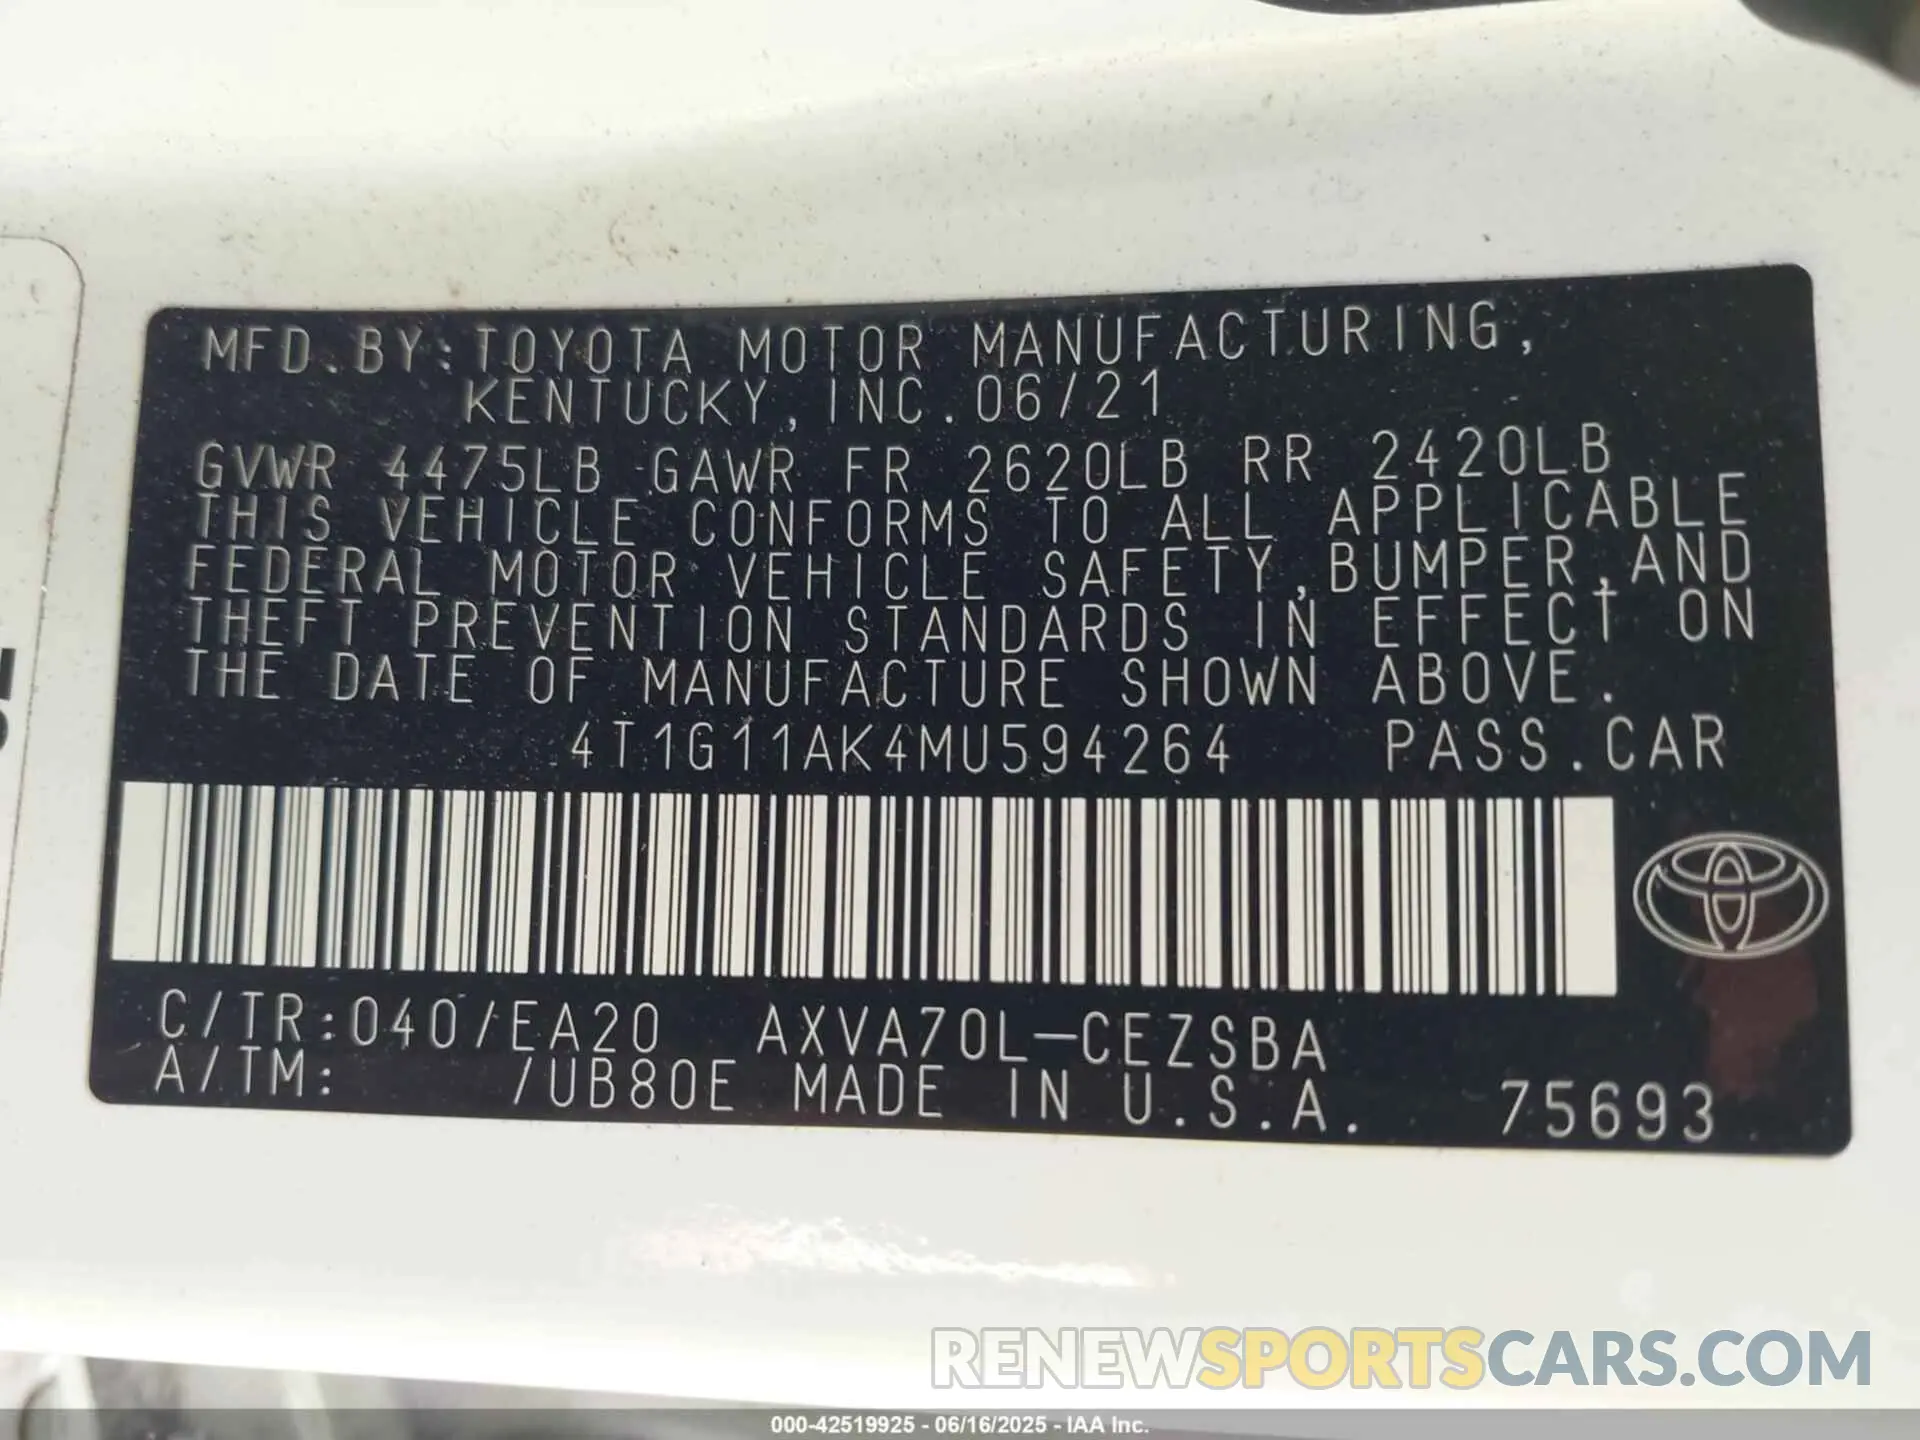 MFD.BY:TOYOTA MOTOR MANUFACTURING,
KENTUCKY,INC.06/21
GVWR 4475LB GAWR FR 2620LB RR 2420LB
THIS VEHICLE CONFORMS TO ALL APPLICABLE
FEDERAL MOTOR VEHICLE SAFETY,BUMPER,AND
THEFT PREVENTION STANDARDS IN EFFECT ON
THE DATE OF MANUFACTURE SHOWN ABOVE.
4T1G11AK4MU594264 PASS.CAR
C/TR:040/EA20 AXVA70L-CEZSBA
A/TM: /UB80E MADE IN U.S.A. 75693
RENEWSPORTSCARS.COM
000-42519925 - 06/16/2025 - IAA Inc.